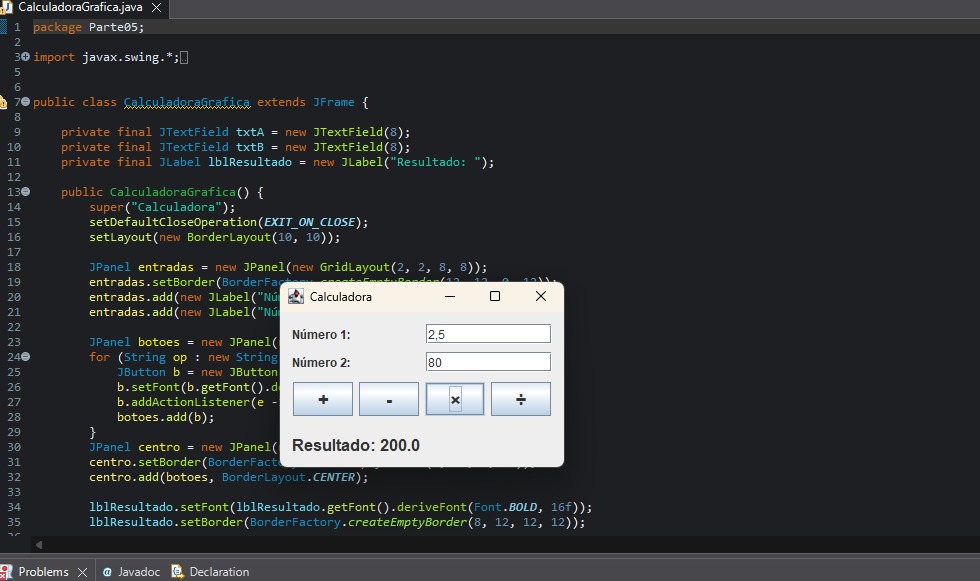 CalculadoraGrafica.java
1 package Parte05;
2
3 import javax.swing.*;
5
6
7 public class CalculadoraGrafica extends JFrame {
8
9 private final JTextField txtA = new JTextField(8);
10 private final JTextField txtB = new JTextField(8);
11 private final JLabel lblResultado = new JLabel("Resultado: ");
12
13 public CalculadoraGrafica() {
14 super("Calculadora");
15 setDefaultCloseOperation(EXIT_ON_CLOSE);
16 setLayout(new BorderLayout(10, 10));
17
18 JPanel entradas = new JPanel(new GridLayout(2, 2, 8, 8));
19 entradas.setBorder(BorderFactory.createEmptyBorder(12, 12, 0, 12));
20 entradas.add(new JLabel("Nú
21 entradas.add(new JLabel("Nú
22
23 JPanel botoes = new JPanel(
24 for (String op : new String
25 JButton b = new JButton
26 b.setFont(b.getFont().d
27 b.addActionListener(e -
28 botoes.add(b);
29 }
30 JPanel centro = new JPanel(
31 centro.setBorder(BorderFact
32 centro.add(botoes, BorderLayout.CENTER);
33
34 lblResultado.setFont(lblResultado.getFont().deriveFont(Font.BOLD, 16f));
35 lblResultado.setBorder(BorderFactory.createEmptyBorder(8, 12, 12, 12));
Calculadora
Número 1: 2,5
Número 2: 80
+ - × ÷
Resultado: 200.0
Problems @ Javadoc Declaration